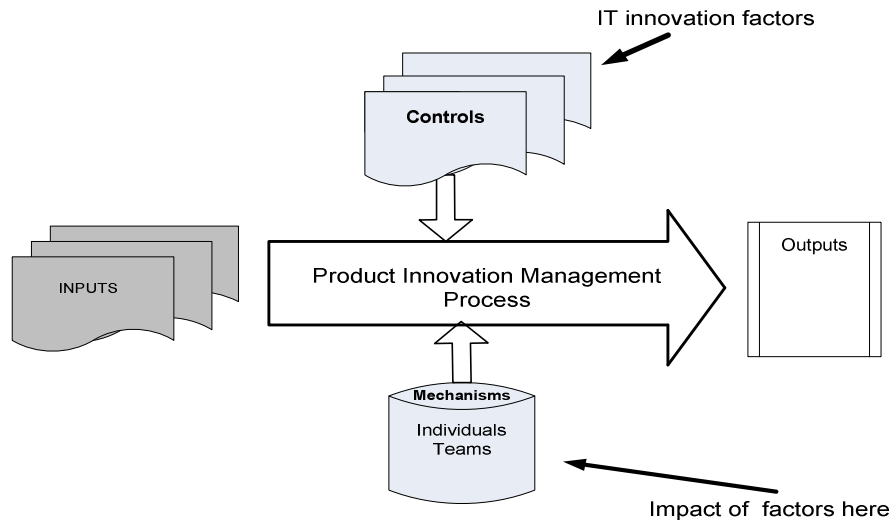 IT innovation factors
Controls
INPUTS
Product Innovation Management
Process
Outputs
Mechanisms
Individuals
Teams
Impact of factors here